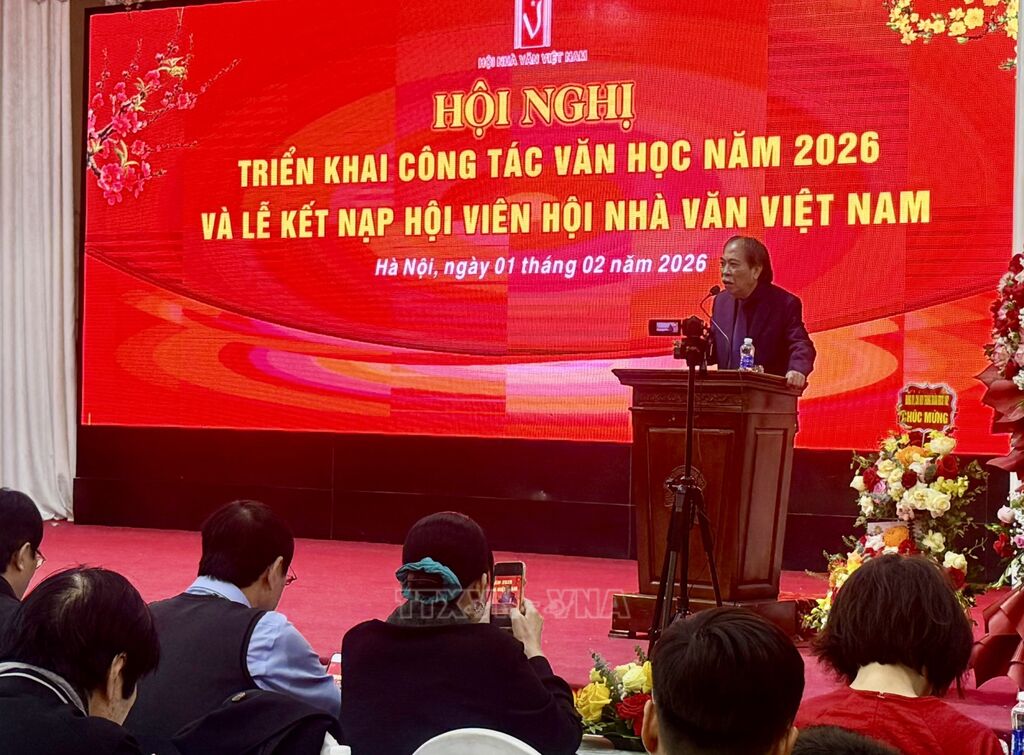 HỘI NHÀ VĂN VIỆT NAM
HỘI NGHỊ
TRIỂN KHAI CÔNG TÁC VĂN HỌC NĂM 2026
VÀ LỄ KẾT NẠP HỘI VIÊN HỘI NHÀ VĂN VIỆT NAM
Hà Nội, ngày 01 tháng 02 năm 2026
CHÚC MỪNG
TTXVN VNA